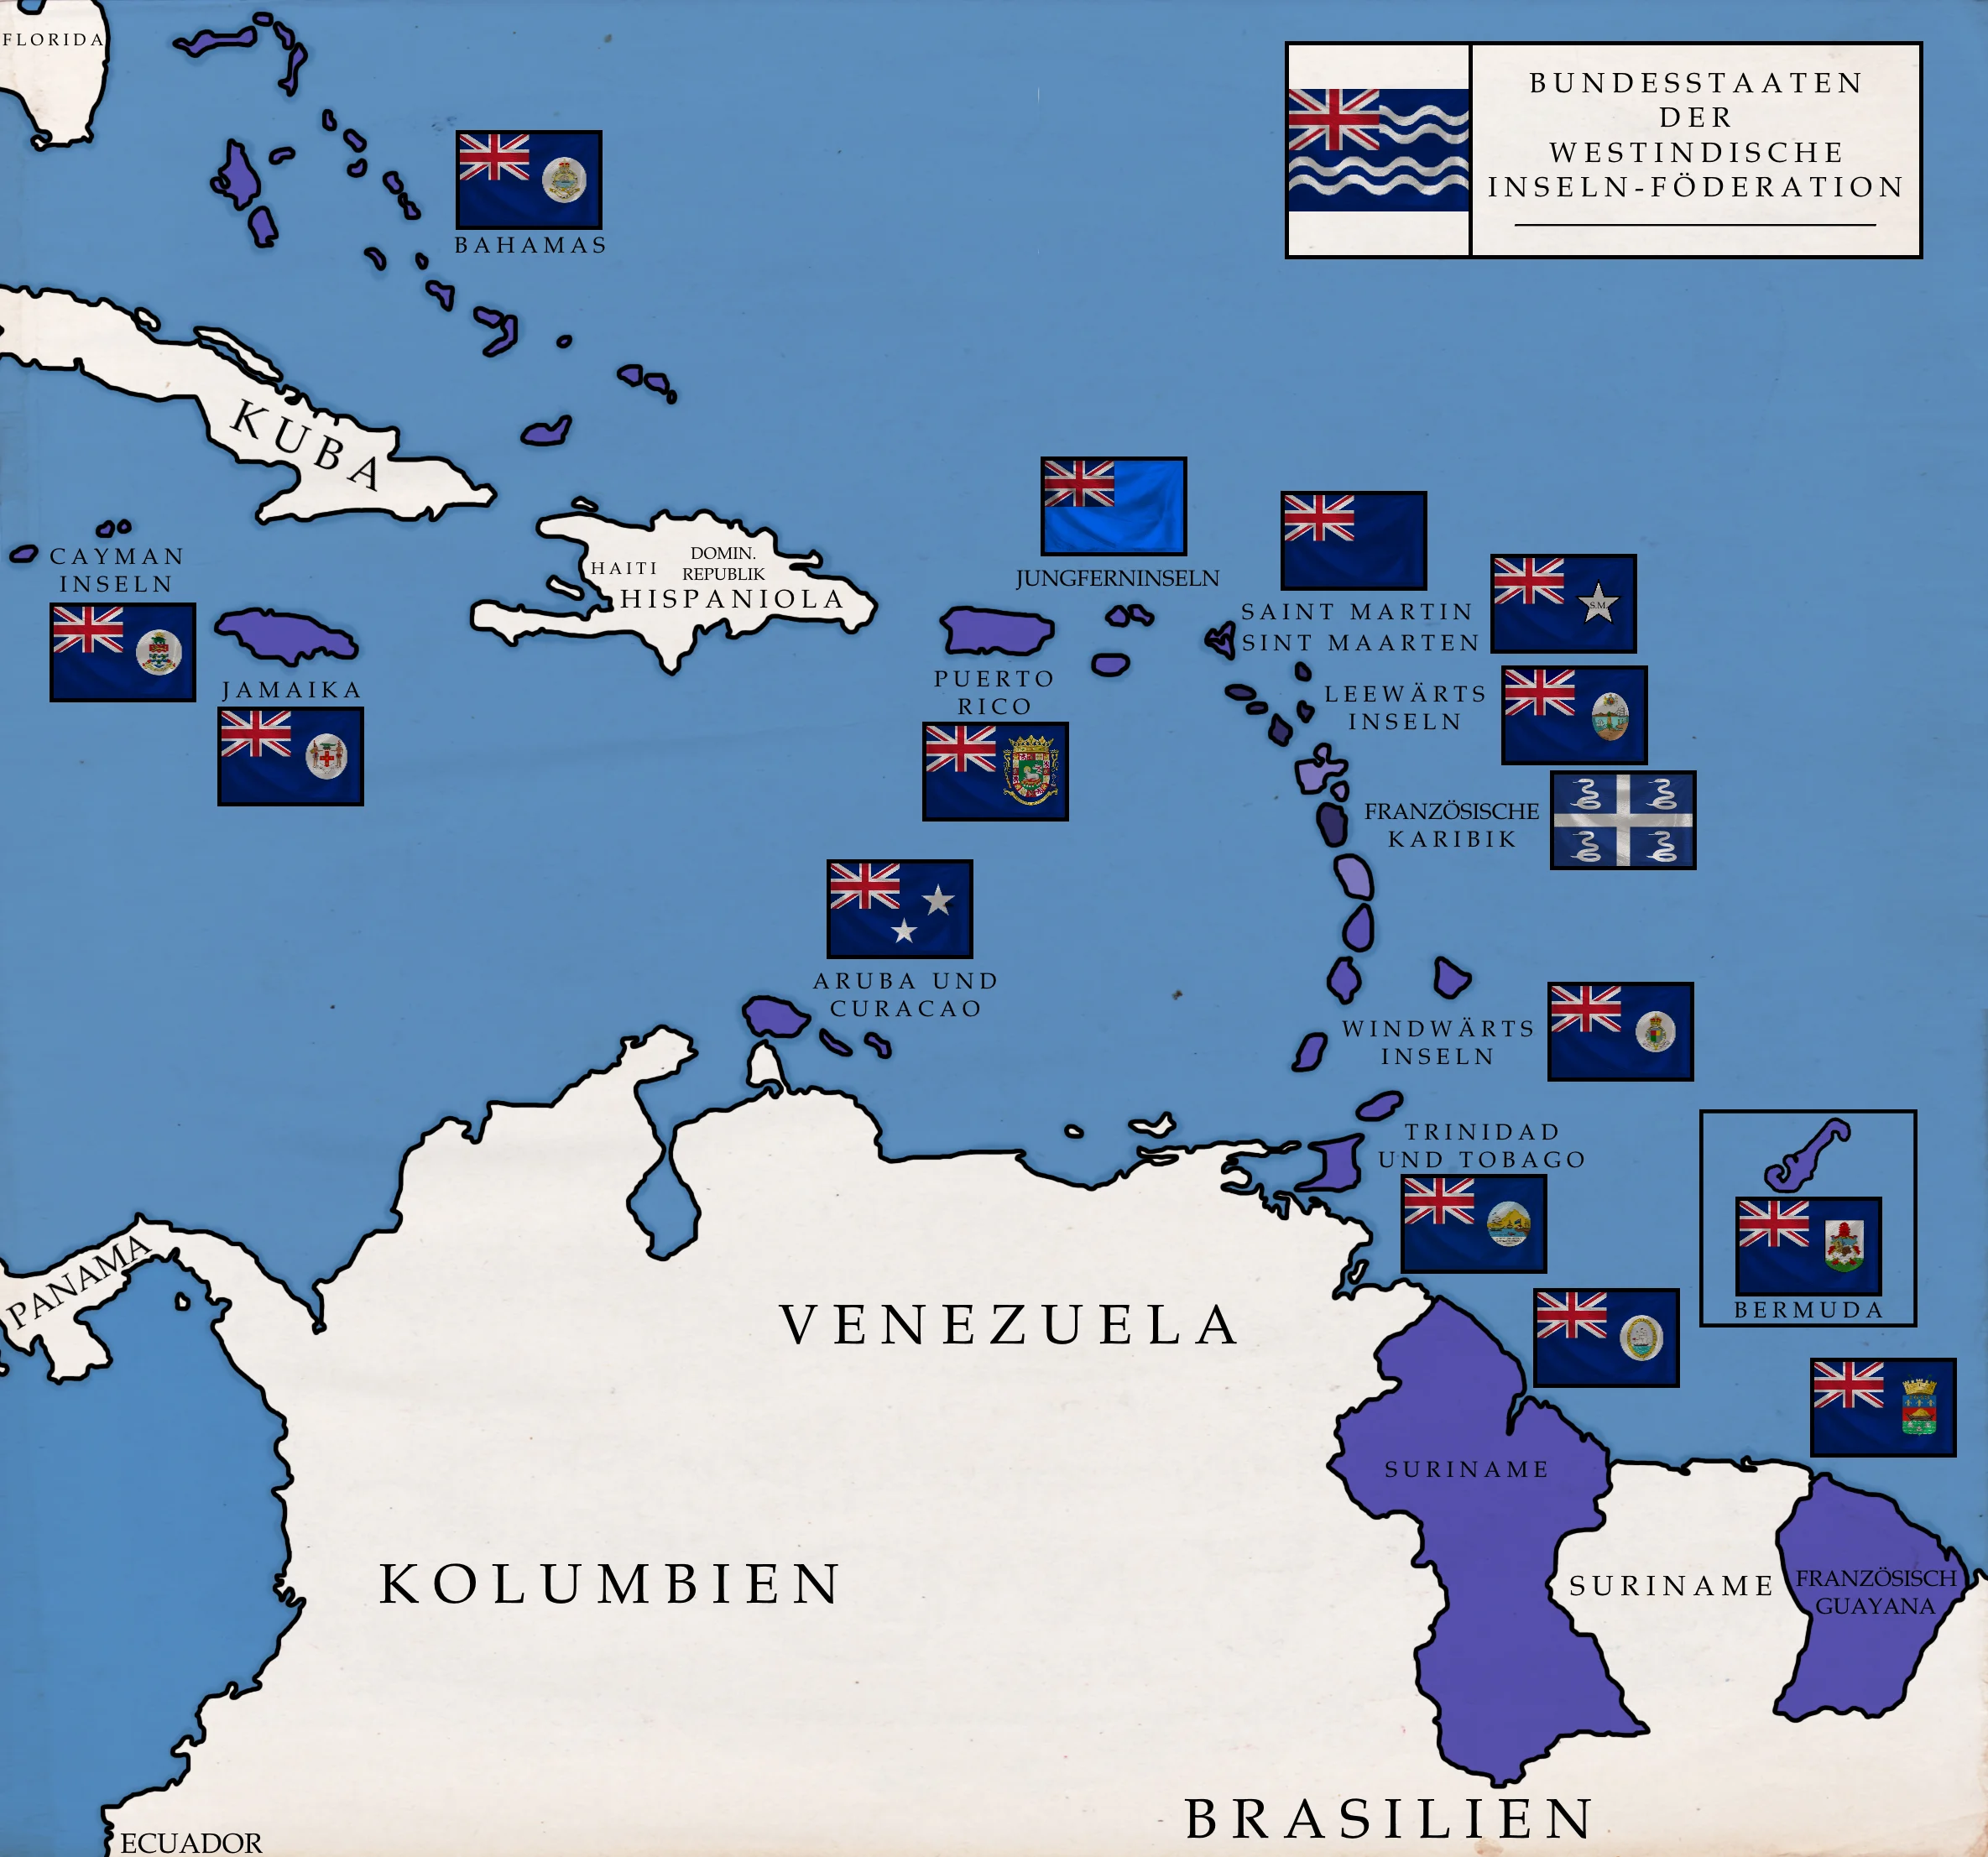 FLORIDA
BUNDESSTAATEN
DER
WESTINDISCHE
INSELN-FÖDERATION
BAHAMAS
KUBA
CAYMAN
INSELN
JAMAIKA
HAITI
DOMIN.
REPUBLIK
HISPANIOLA
JUNGFERNINSELN
SAINT MARTIN
SINT MAARTEN
S.M.
PUERTO
RICO
LEEWÄRTS
INSELN
FRANZÖSISCHE
KARIBIK
ARUBA UND
CURACAO
WINDWÄRTS
INSELN
TRINIDAD
UND TOBAGO
BERMUDA
PANAMA
VENEZUELA
SURINAME
KOLUMBIEN
SURINAME
FRANZÖSISCH
GUAYANA
BRASILIEN
ECUADOR